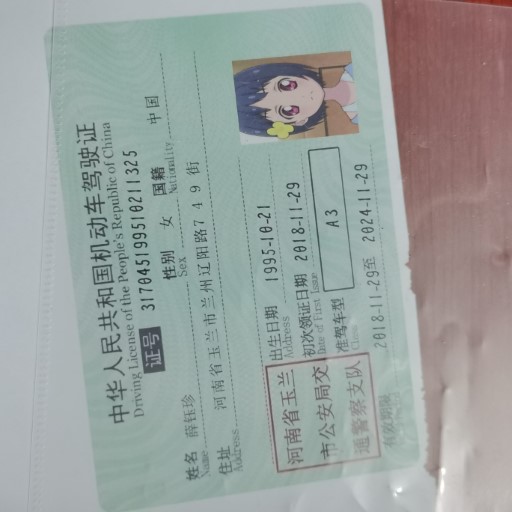 中华人民共和国机动车驾驶证
Driving License of the People's Republic of China
证号 317045199510211325
姓名 薛钰珍 性别 女 国籍 中国
Name Sex Nationality
住址 河南省玉兰市兰州辽阳路749街
Address
出生日期 1995-10-21
Address
初次领证日期 2018-11-29
Date of First Issue
准驾车型 A3
Class
河南省玉兰
市公安局交
通警察支队
有效期限 2018-11-29至 2024-11-29